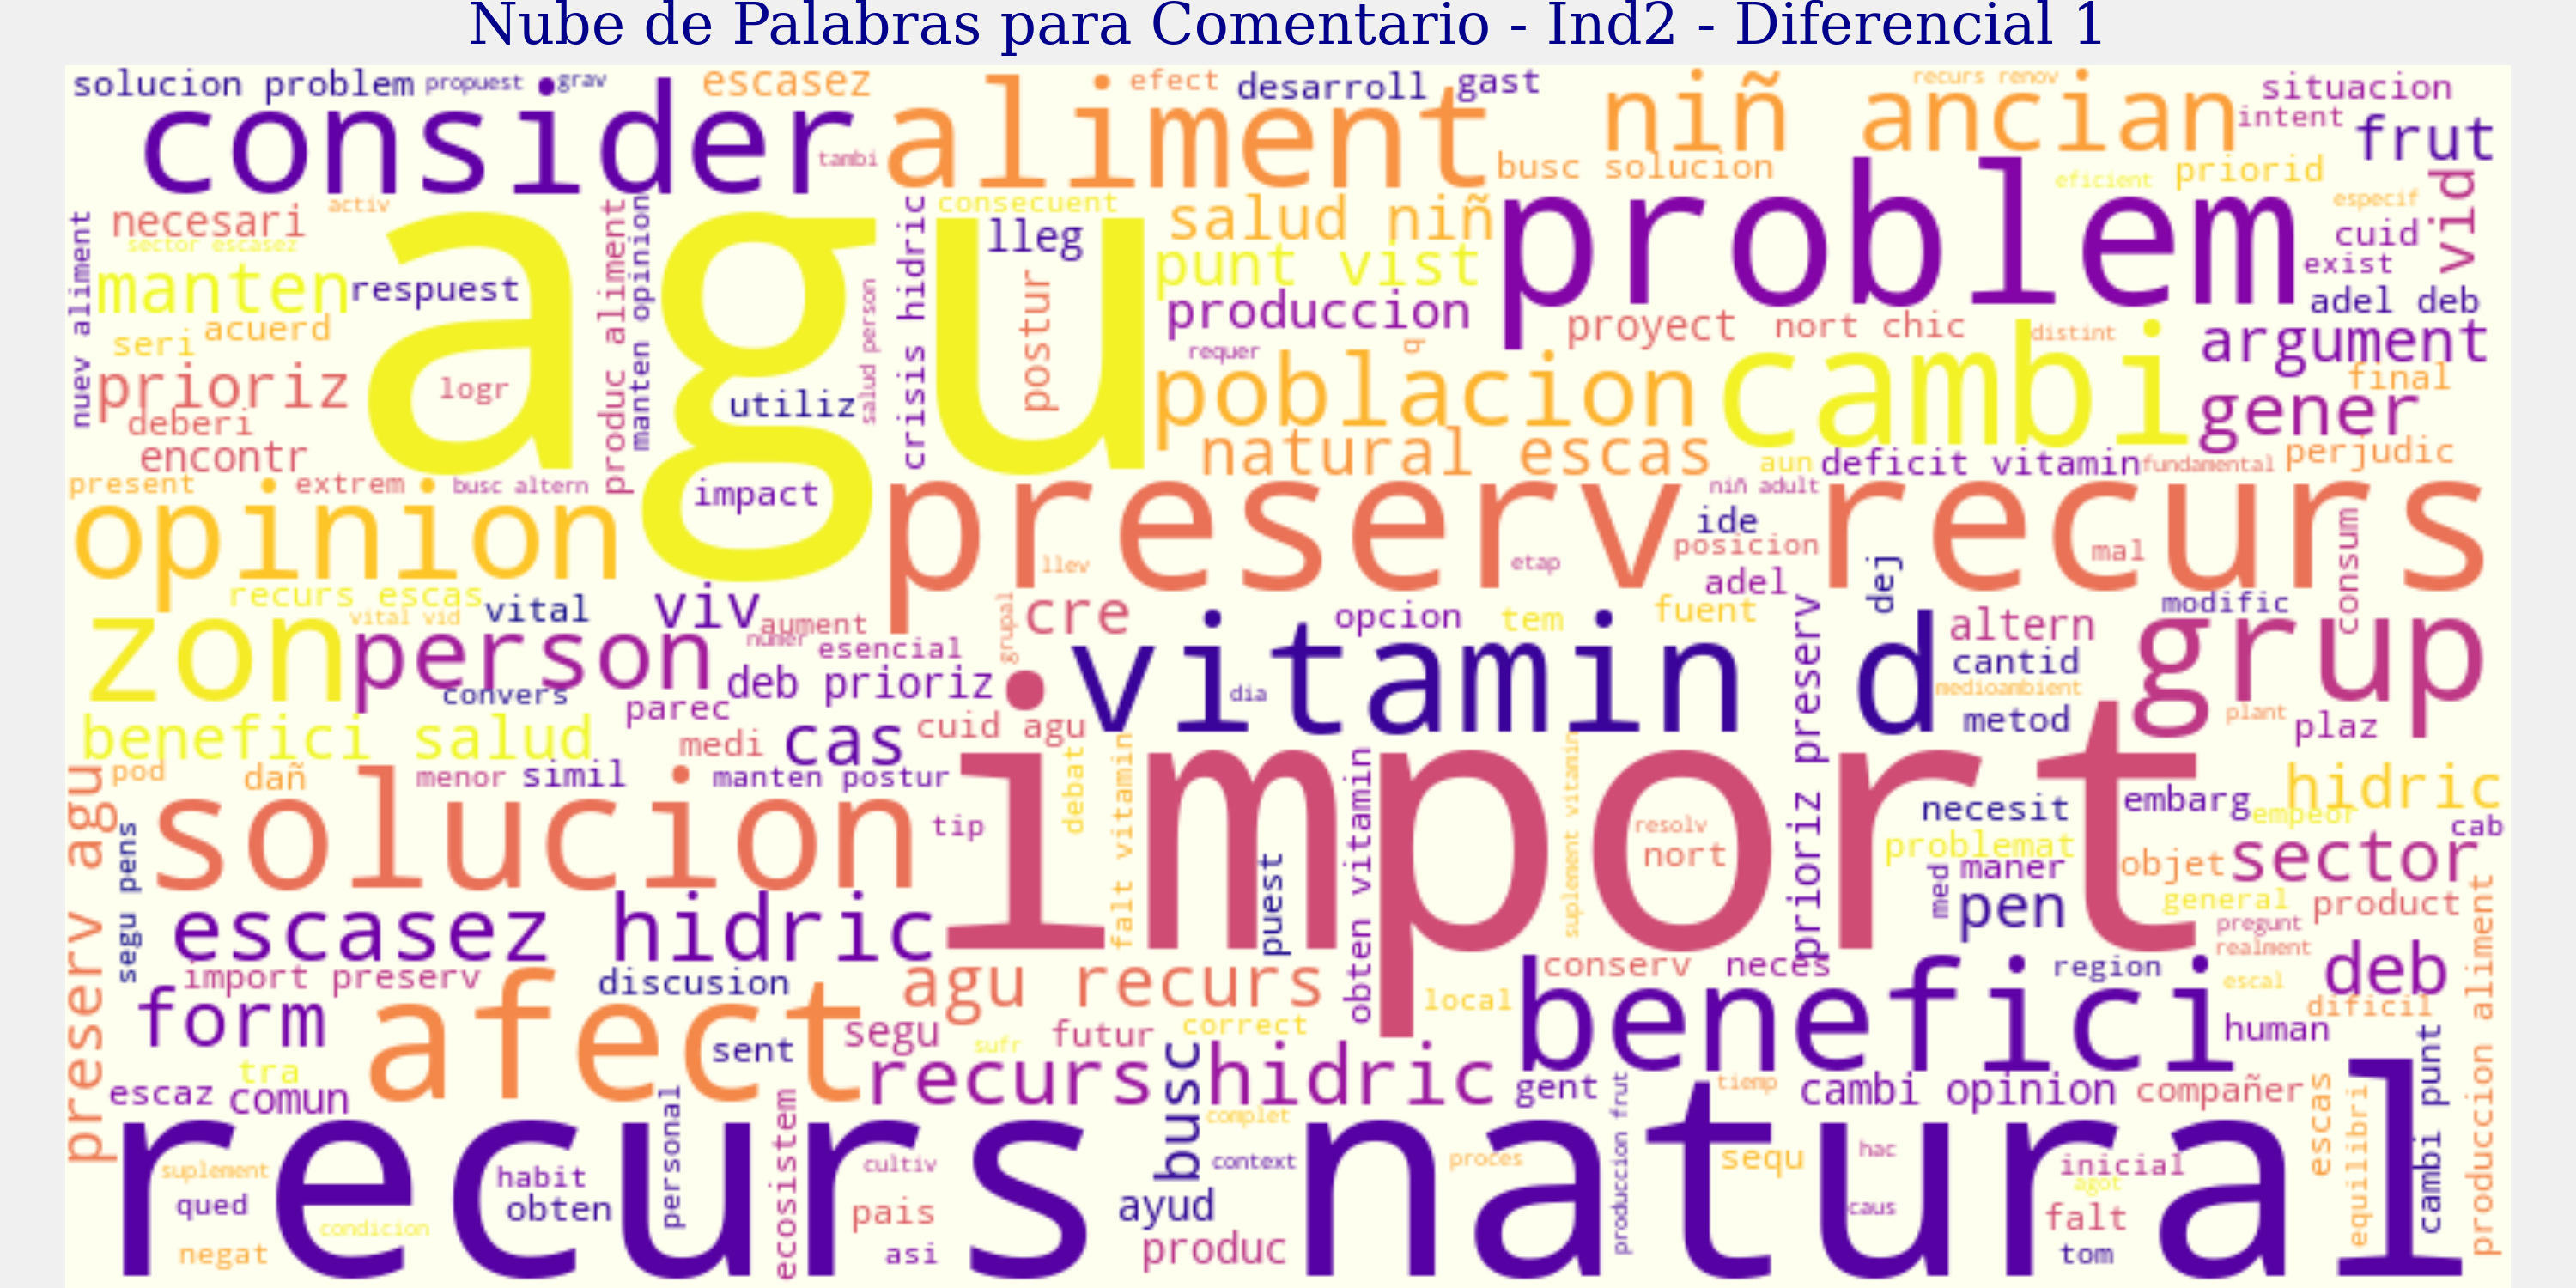 Nube de Palabras para Comentario - Ind2 - Diferencial 1
solucion problem
propuest
grav
escasez
efect
desarroll
gast
recurs renov
situacion
intent
consider
tambi
aliment
niñ ancian
frut
busc solucion
eficient
priorid
especif
vid
nuev aliment
necesari
activ
sector escasez
manten
respuest
seri
acuerd
prioriz
deberi
encontr
logr
agu
produc aliment
manten opinion
utiliz
salud person
impact
crisis hidric
consecuent
lleg
postur
salud niñ
punt vist
produccion
requer
q
problem
cuid
exist
adel deb
proyect
nort chic
distint
argument
poblacion
cambi
final
gener
natural escas
aun
deficit vitamin
fundamental
perjudic
present
extrem
busc altern
opinion
preserv
niñ adult
ide
posicion
adel
recurs
mal
consum
llev
etap
dej
recurs escas
vital vid
vital
viv
aument
numer
esencial
grupal
cre
opcion
tem
fuent
modific
zon
person
convers
deb prioriz
parec
vitamin d
dia
altern
cantid
medioambient
metod
grup
plant
plaz
prioriz preserv
benefici salud
medi
cas
cuid agu
pod
dañ
menor
simil
manten postur
debat
falt vitamin
obten vitamin
suplement vitamin
hidric
preserv agu
segu pens
solucion
tip
import
puest
resolv
nort
necesit
embarg
empeor
cab
problemat
maner
objet
sector
med
pen
general
product
pregunt
realment
escasez hidric
import preserv
discusion
agu recurs
conserv
neces
region
escal
deb
dificil
produccion aliment
form
afect
sent
segu
futur
correct
local
benefici
human
sufr
tra
escaz
comun
recurs hidric
busc
gent
tiemp
cambi opinion
compañer
escas
equilibri
cambi punt
recurs natural
personal
ecosistem
complet
produccion frut
suplement
habit
cultiv
context
proces
sequ
hac
inicial
agot
qued
obten
pais
ayud
caus
falt
condicion
negat
asi
produc
tom